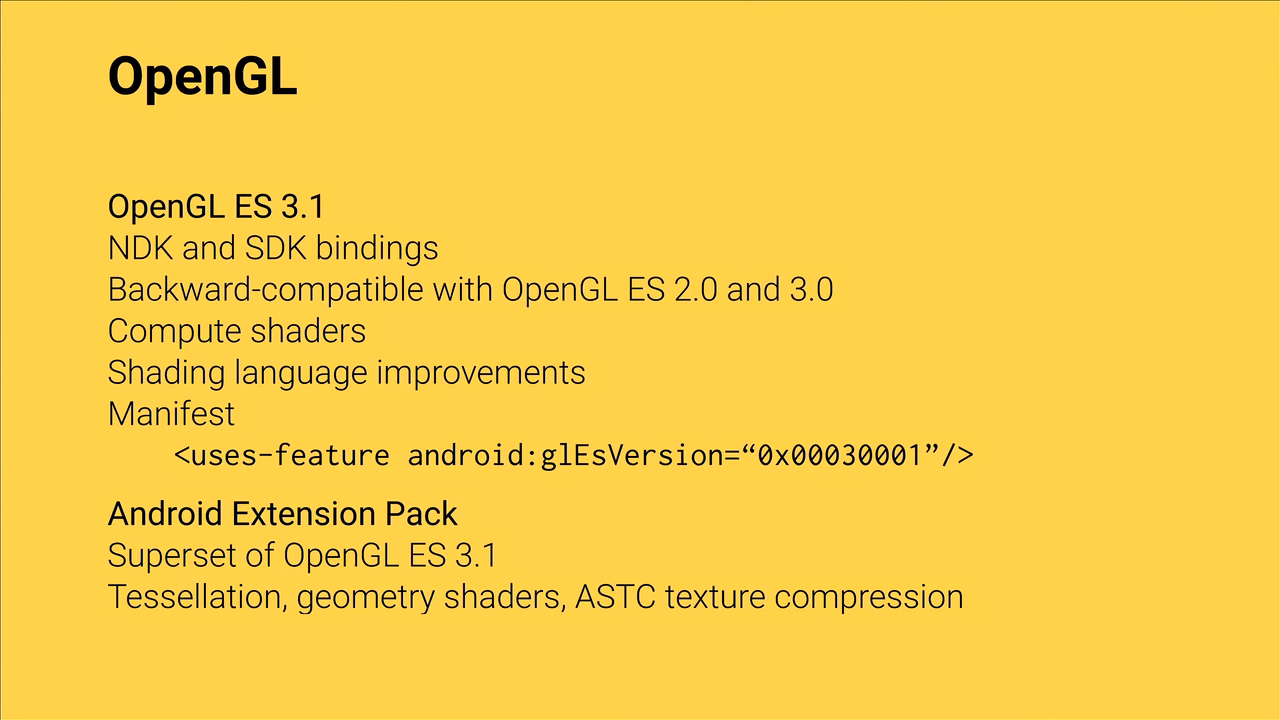 OpenGL
OpenGL ES 3.1
NDK and SDK bindings
Backward-compatible with OpenGL ES 2.0 and 3.0
Compute shaders
Shading language improvements
Manifest
<uses-feature android:glEsVersion=“0x00030001”/>
Android Extension Pack
Superset of OpenGL ES 3.1
Tessellation, geometry shaders, ASTC texture compression